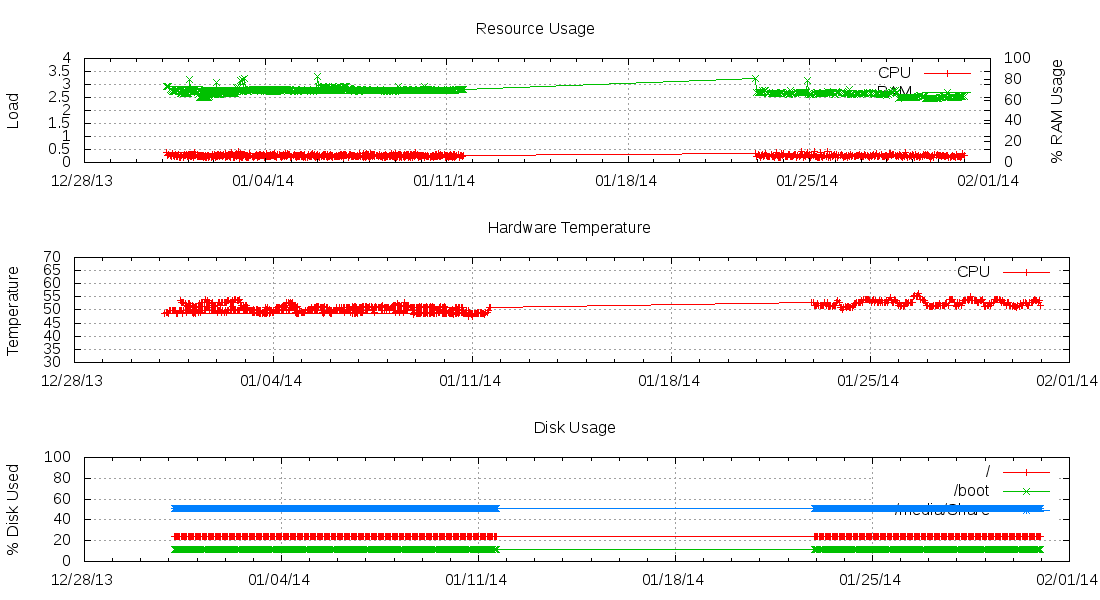 Resource Usage
4
3.5
3
2.5
2
1.5
1
0.5
0
Load
100
80
60
40
20
0
% RAM Usage
CPU
RAM
12/28/13 01/04/14 01/11/14 01/18/14 01/25/14 02/01/14
Hardware Temperature
70
65
60
55
50
45
40
35
30
Temperature
CPU
12/28/13 01/04/14 01/11/14 01/18/14 01/25/14 02/01/14
Disk Usage
100
80
60
40
20
0
% Disk Used
/
/boot
/media/Share
12/28/13 01/04/14 01/11/14 01/18/14 01/25/14 02/01/14